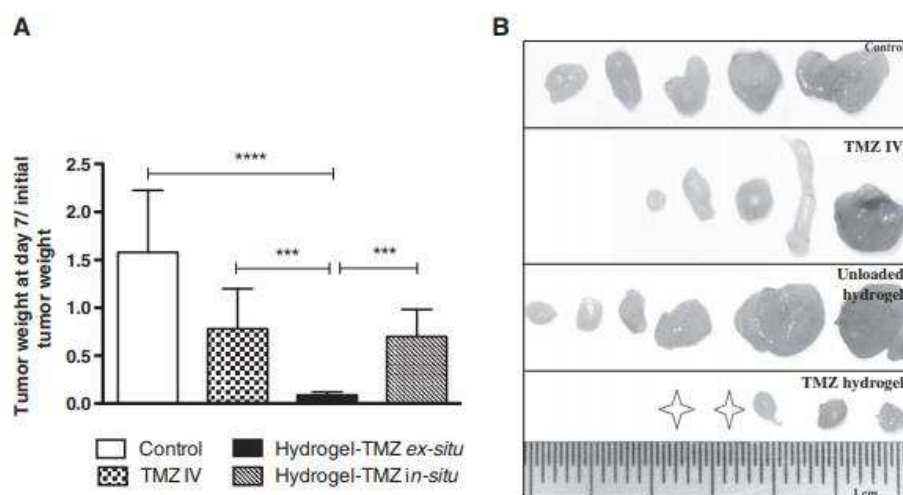 A
Tumor weight at day 7/ initial
tumor weight
2.5
2.0
1.5
1.0
0.5
0.0
****
***
***
Control
Hydrogel-TMZ ex-situ
TMZ IV
Hydrogel-TMZ in-situ
B
Control
TMZ IV
Unloaded
hydrogel
TMZ hydrogel
1 cm